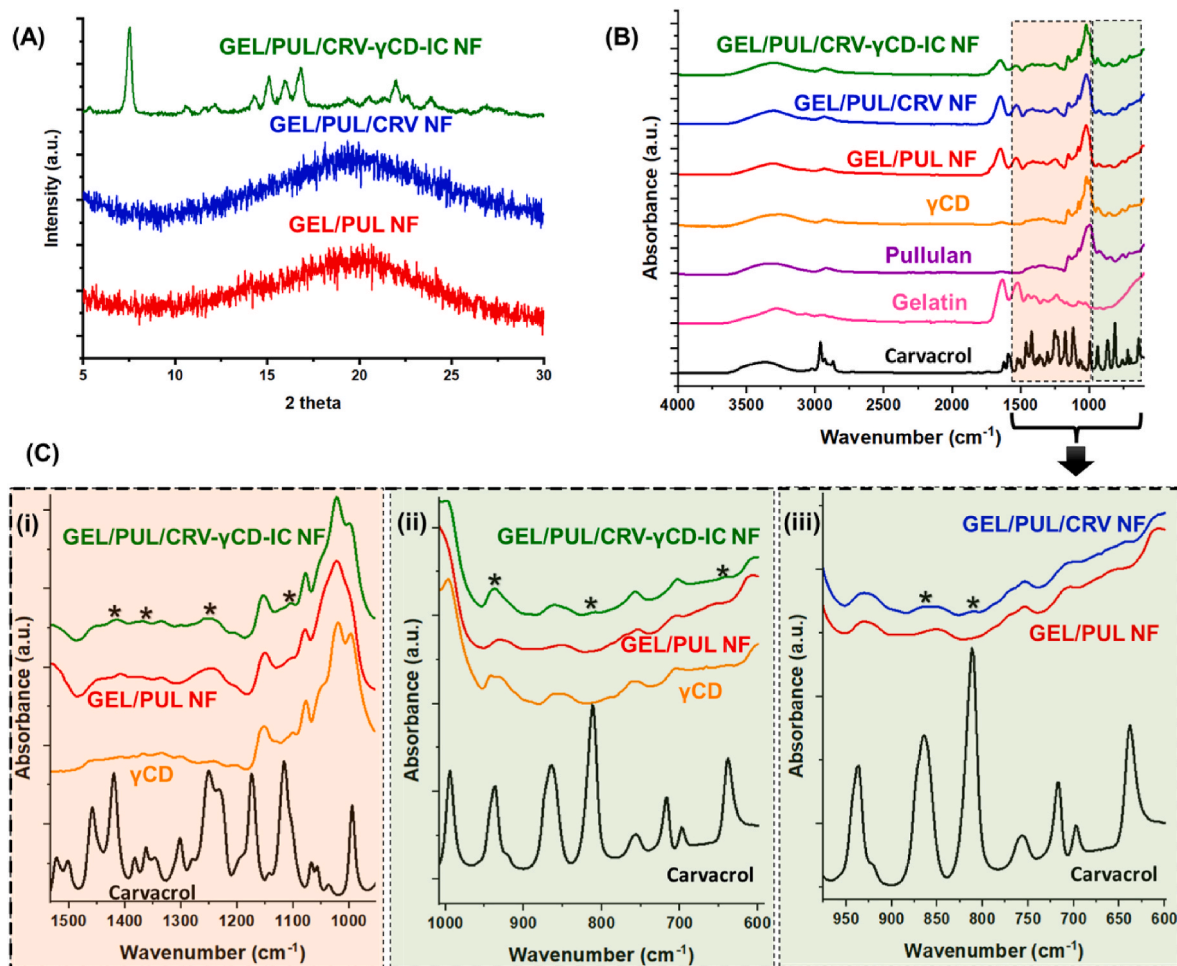 (A)
GEL/PUL/CRV-γCD-IC NF
GEL/PUL/CRV NF
GEL/PUL NF
Intensity (a.u.)
5 10 15 20 25 30
2 theta
(B)
GEL/PUL/CRV-γCD-IC NF
GEL/PUL/CRV NF
GEL/PUL NF
γCD
Pullulan
Gelatin
Carvacrol
Absorbance (a.u.)
4000 3500 3000 2500 2000 1500 1000
Wavenumber (cm⁻¹)
(C)
(i)
GEL/PUL/CRV-γCD-IC NF
* * * *
GEL/PUL NF
γCD
Carvacrol
Absorbance (a.u.)
1500 1400 1300 1200 1100 1000
Wavenumber (cm⁻¹)
(ii)
GEL/PUL/CRV-γCD-IC NF
* * *
GEL/PUL NF
γCD
Carvacrol
Absorbance (a.u.)
1000 900 800 700 600
Wavenumber (cm⁻¹)
(iii)
GEL/PUL/CRV NF
* *
GEL/PUL NF
Carvacrol
Absorbance (a.u.)
950 900 850 800 750 700 650 600
Wavenumber (cm⁻¹)